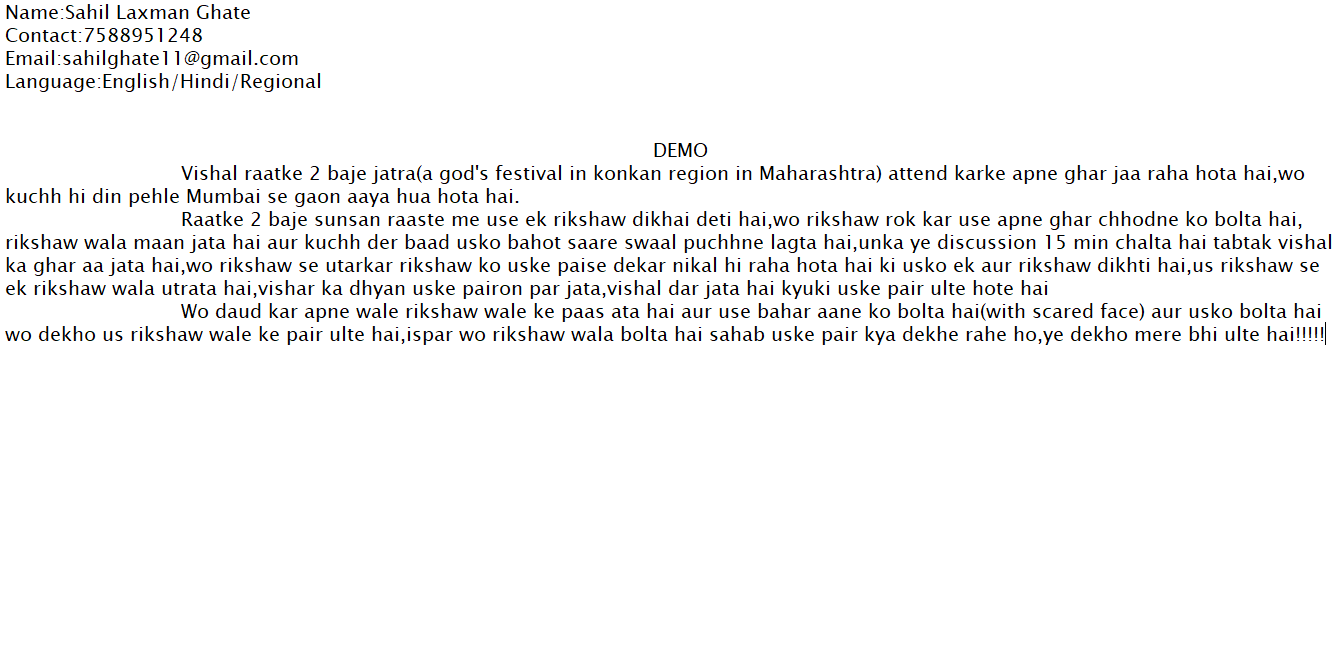 Name:Sahil Laxman Ghate
Contact:7588951248
Email:sahilghate11@gmail.com
Language:English/Hindi/Regional
DEMO
Vishal raatke 2 baje jatra(a god's festival in konkan region in Maharashtra) attend karke apne ghar jaa raha hota hai,wo
kuchh hi din pehle Mumbai se gaon aaya hua hota hai.
Raatke 2 baje sunsan raaste me use ek rikshaw dikhai deti hai,wo rikshaw rok kar use apne ghar chhodne ko bolta hai,
rikshaw wala maan jata hai aur kuchh der baad usko bahot saare swaal puchhne lagta hai,unka ye discussion 15 min chalta hai tabtak vishal
ka ghar aa jata hai,wo rikshaw se utarkar rikshaw ko uske paise dekar nikal hi raha hota hai ki usko ek aur rikshaw dikhti hai,us rikshaw se
ek rikshaw wala utrata hai,vishar ka dhyan uske pairon par jata,vishal dar jata hai kyuki uske pair ulte hote hai
Wo daud kar apne wale rikshaw wale ke paas ata hai aur use bahar aane ko bolta hai(with scared face) aur usko bolta hai
wo dekho us rikshaw wale ke pair ulte hai,ispar wo rikshaw wala bolta hai sahab uske pair kya dekhe rahe ho,ye dekho mere bhi ulte hai!!!!!